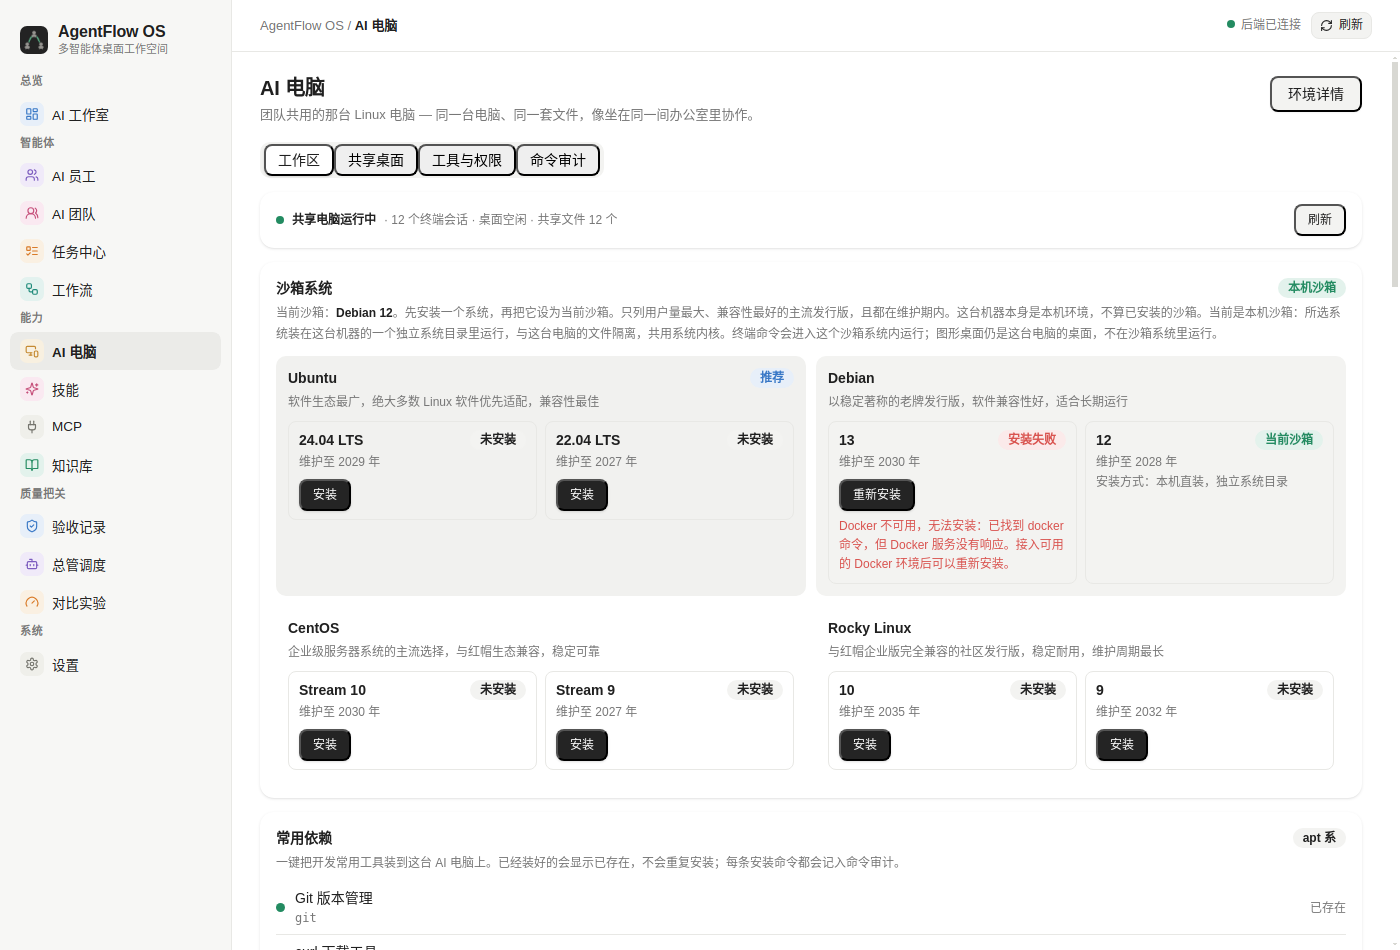 AgentFlow OS
多智能体桌面工作空间
总览
AI 工作室
智能体
AI 员工
AI 团队
任务中心
工作流
能力
AI 电脑
技能
MCP
知识库
质量把关
验收记录
总管调度
对比实验
系统
设置
AgentFlow OS / AI 电脑
后端已连接
刷新
AI 电脑
团队共用的那台 Linux 电脑 — 同一台电脑、同一套文件，像坐在同一间办公室里协作。
环境详情
工作区
共享桌面
工具与权限
命令审计
共享电脑运行中 · 12 个终端会话 · 桌面空闲 · 共享文件 12 个
刷新
沙箱系统
本机沙箱
当前沙箱：Debian 12。先安装一个系统，再把它设为当前沙箱。只列用户量最大、兼容性最好的主流发行版，且都在维护期内。这台机器本身是本机环境，不算已安装的沙箱。当前是本机沙箱：所选系
统装在这台机器的一个独立系统目录里运行，与这台电脑的文件隔离，共用系统内核。终端命令会进入这个沙箱系统内运行；图形桌面仍是这台电脑的桌面，不在沙箱系统里运行。
Ubuntu
推荐
软件生态最广，绝大多数 Linux 软件优先适配，兼容性最佳
24.04 LTS
未安装
维护至 2029 年
安装
22.04 LTS
未安装
维护至 2027 年
安装
Debian
以稳定著称的老牌发行版，软件兼容性好，适合长期运行
13
安装失败
维护至 2030 年
重新安装
Docker 不可用，无法安装：已找到 docker
命令，但 Docker 服务没有响应。接入可用
的 Docker 环境后可以重新安装。
12
当前沙箱
维护至 2028 年
安装方式：本机直装，独立系统目录
CentOS
企业级服务器系统的主流选择，与红帽生态兼容，稳定可靠
Stream 10
未安装
维护至 2030 年
安装
Stream 9
未安装
维护至 2027 年
安装
Rocky Linux
与红帽企业版完全兼容的社区发行版，稳定耐用，维护周期最长
10
未安装
维护至 2035 年
安装
9
未安装
维护至 2032 年
安装
常用依赖
apt 系
一键把开发常用工具装到这台 AI 电脑上。已经装好的会显示已存在，不会重复安装；每条安装命令都会记入命令审计。
Git 版本管理
git
已存在